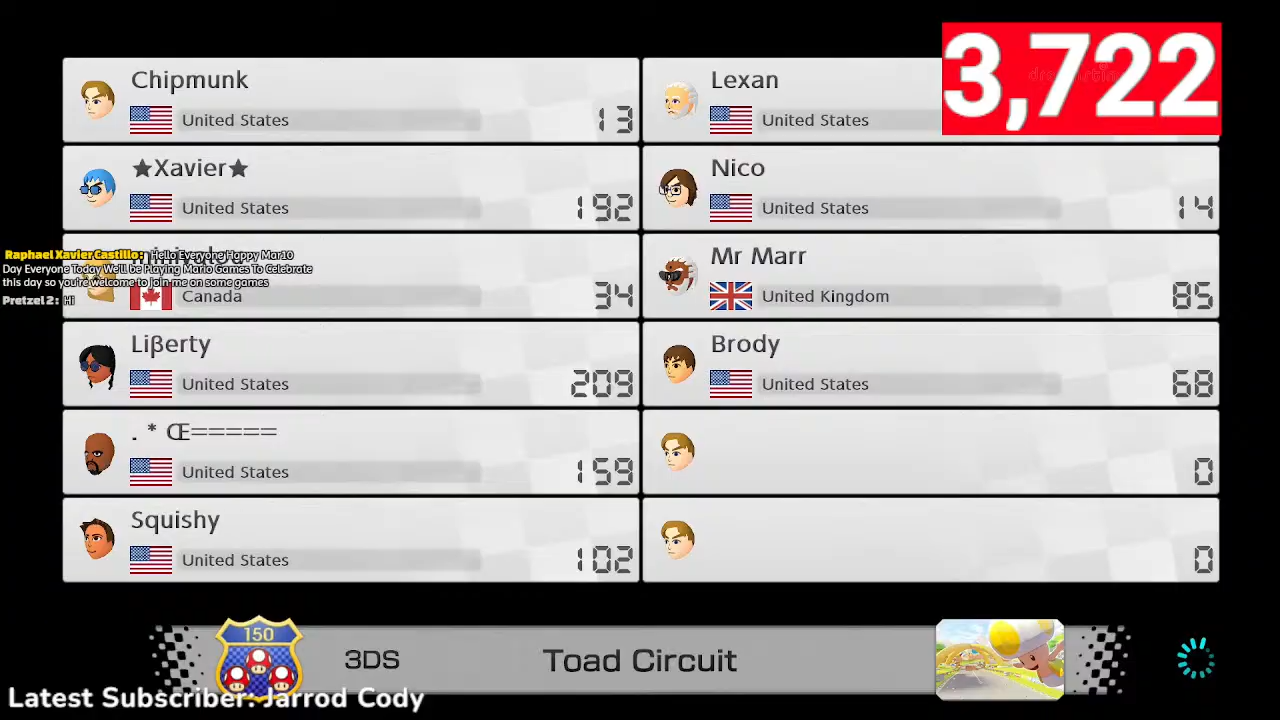 Chipmunk
United States
13
Lexan
United States
3,722
★Xavier★
United States
192
Nico
United States
14
Raphael Xavier Castillo: Hello Everyone Happy Mar10
Day Everyone Today We'll be Playing Mario Games To Celebrate
this day so you're welcome to join me on some games
Pretzel 2: Hi
Canada
34
Mr Marr
United Kingdom
85
Liβerty
United States
209
Brody
United States
68
. * Œ=====
United States
159
0
Squishy
United States
102
0
150
3DS
Toad Circuit
Latest Subscriber: Jarrod Cody